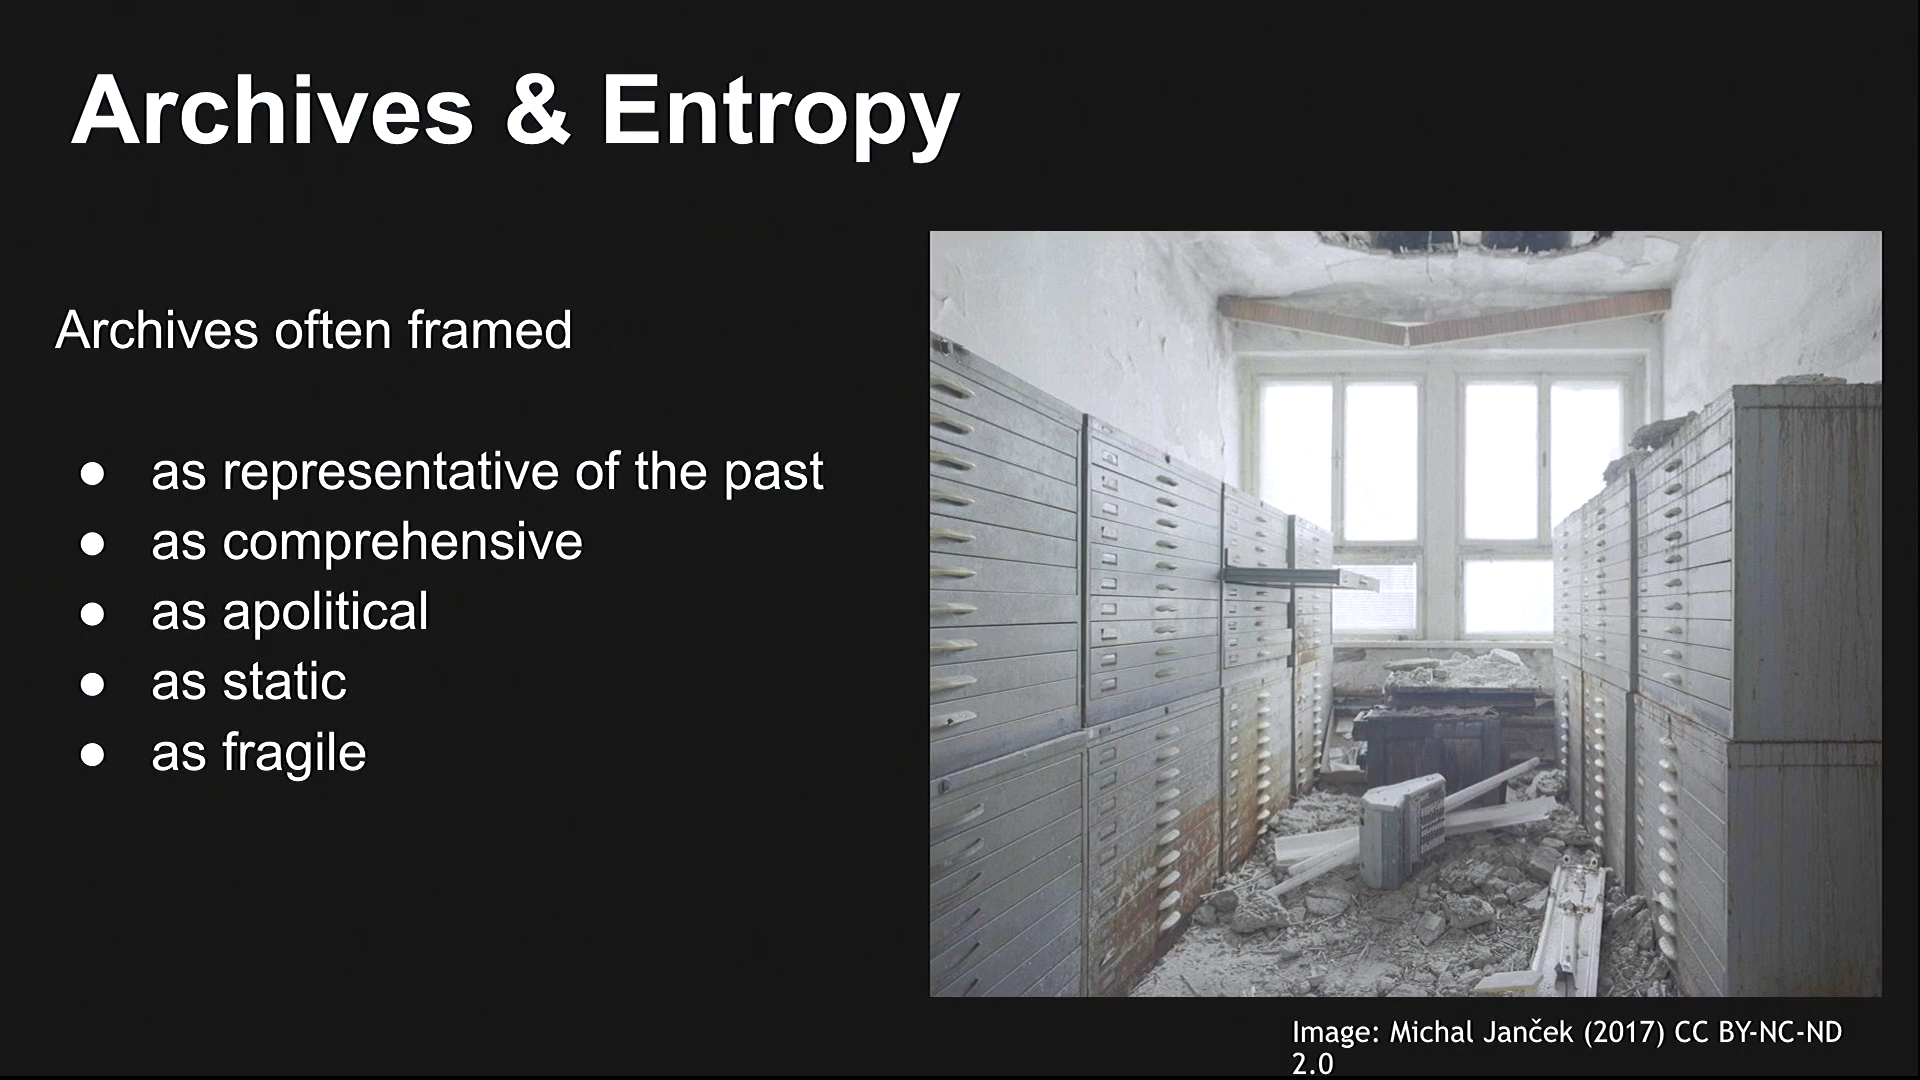 Archives & Entropy
Archives often framed
● as representative of the past
● as comprehensive
● as apolitical
● as static
● as fragile
Image: Michal Janček (2017) CC BY-NC-ND
2.0